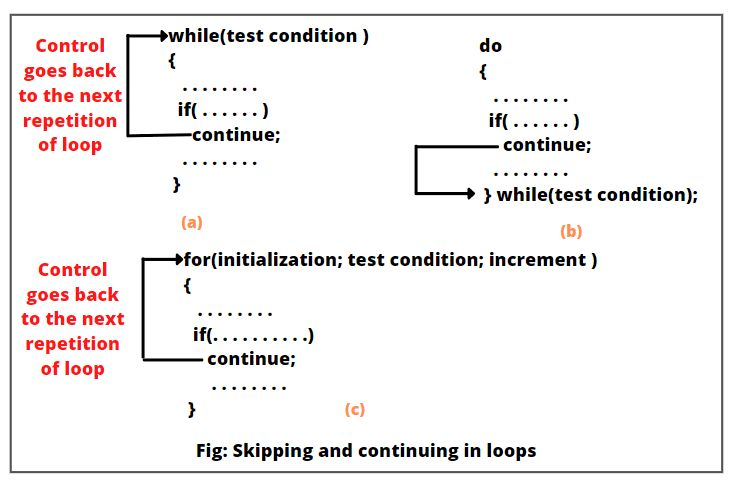 Control
goes back
to the next
repetition
of loop
while(test condition )
{
. . . . . . . .
if( . . . . . . )
continue;
. . . . . . . .
}
(a)
do
{
. . . . . . . .
if( . . . . . . )
continue;
. . . . . . . .
} while(test condition);
(b)
Control
goes back
to the next
repetition
of loop
for(initialization; test condition; increment )
{
. . . . . . . .
if(. . . . . . . . . .)
continue;
. . . . . . . .
}
(c)
Fig: Skipping and continuing in loops